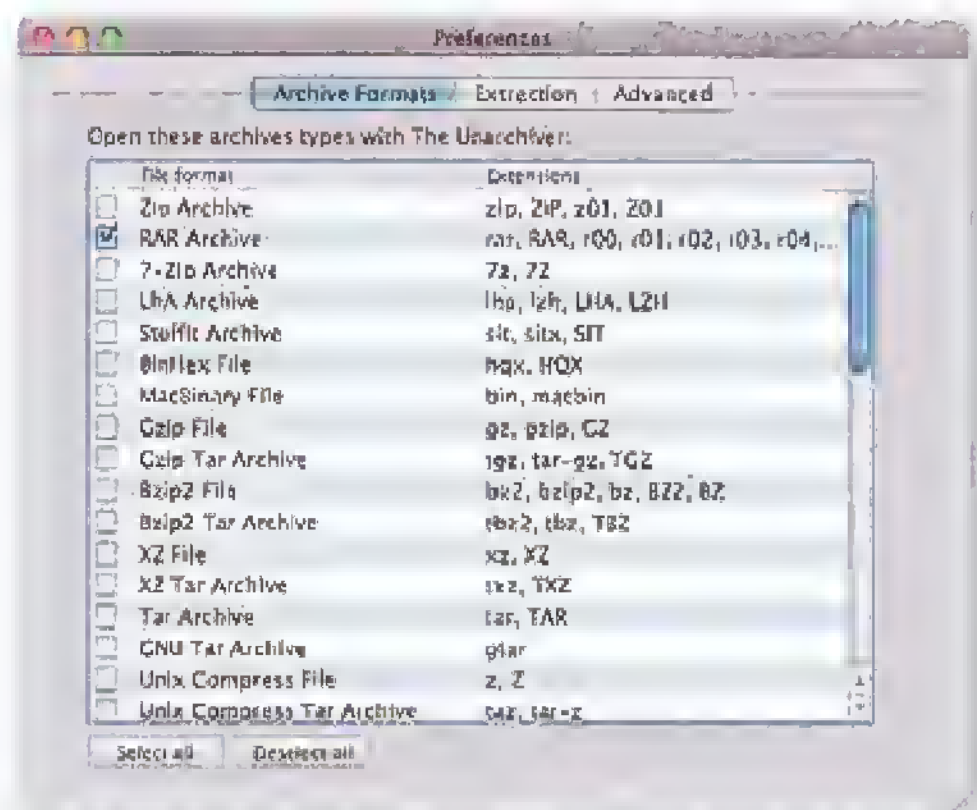 Preferences
Archive Formats Extraction Advanced
Open these archives types with The Unarchiver:
File format Extensions
Zip Archive zip, ZIP, z01, Z01
RAR Archive rar, RAR, r00, r01, r02, r03, r04,...
7-Zip Archive 7z, 7Z
LhA Archive lha, lzh, LHA, LZH
StuffIt Archive sit, sitx, SIT
BinHex File hqx, HQX
MacBinary File bin, macbin
Gzip File gz, gzip, GZ
Gzip Tar Archive tgz, tar-gz, TGZ
Bzip2 File bz2, bzip2, bz, BZ2, BZ
Bzip2 Tar Archive tbz2, tbz, TBZ
XZ File xz, XZ
XZ Tar Archive txz, TXZ
Tar Archive tar, TAR
GNU Tar Archive gtar
Unix Compress File z, Z
Unix Compress Tar Archive taz, tar-z
Select all Deselect all